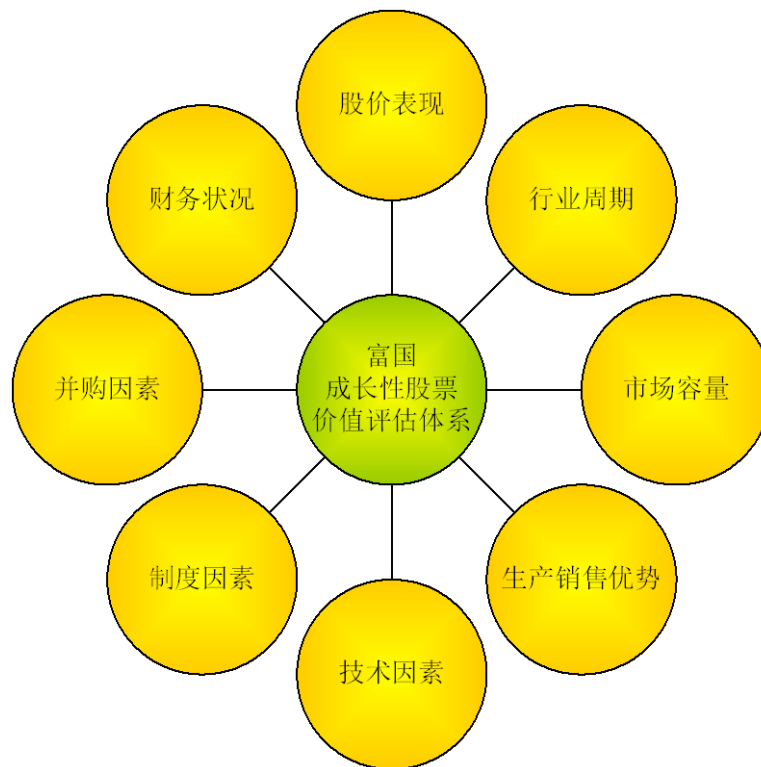 股价表现
财务状况
行业周期
富国
成长性股票
价值评估体系
并购因素
市场容量
制度因素
生产销售优势
技术因素